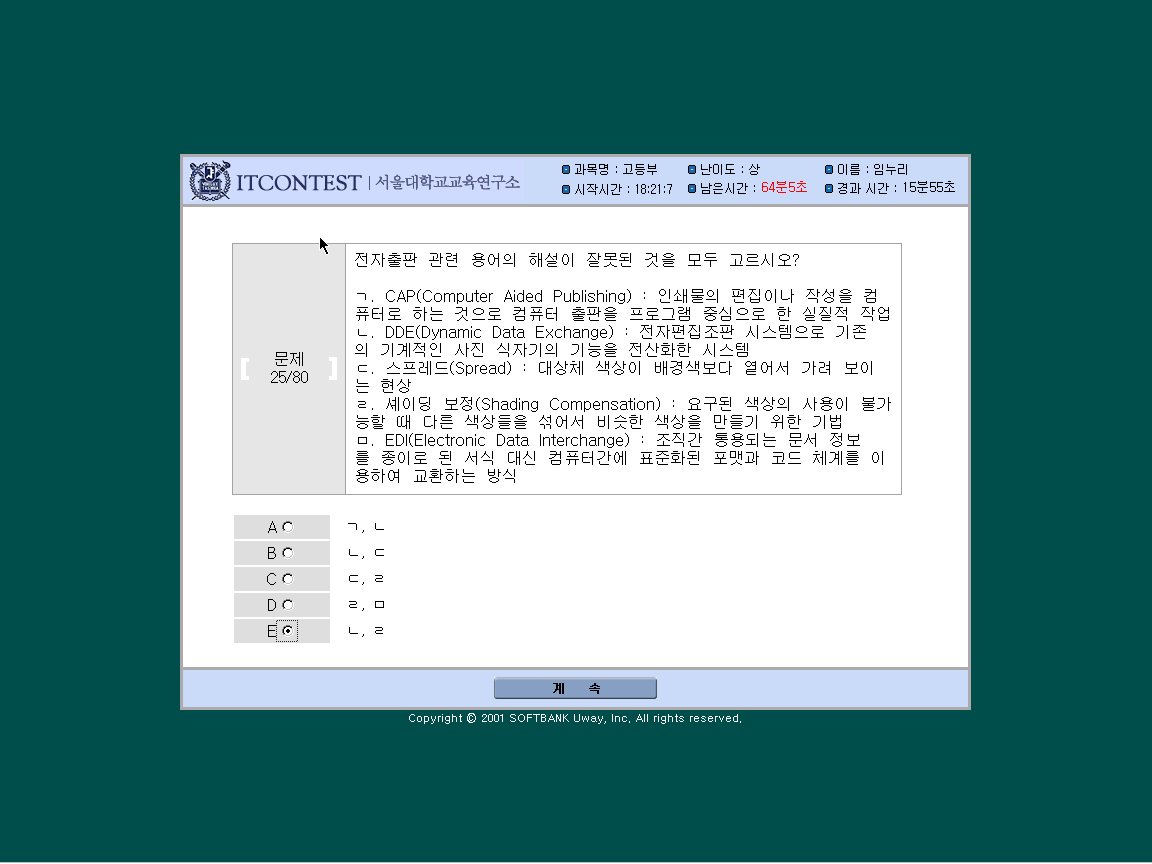 ITCONTEST | 서울대학교교육연구소
과목명 : 고등부 난이도 : 상 이름 : 임누리
시작시간 : 18:21:7 남은시간 : 64분5초 경과 시간 : 15분55초
[ 문제 ]
25/80
전자출판 관련 용어의 해설이 잘못된 것을 모두 고르시오?
ㄱ. CAP(Computer Aided Publishing) : 인쇄물의 편집이나 작성을 컴
퓨터로 하는 것으로 컴퓨터 출판을 프로그램 중심으로 한 실질적 작업
ㄴ. DDE(Dynamic Data Exchange) : 전자편집조판 시스템으로 기존
의 기계적인 사진 식자기의 기능을 전산화한 시스템
ㄷ. 스프레드(Spread) : 대상체 색상이 배경색보다 옅어서 가려 보이
는 현상
ㄹ. 셰이딩 보정(Shading Compensation) : 요구된 색상의 사용이 불가
능할 때 다른 색상들을 섞어서 비슷한 색상을 만들기 위한 기법
ㅁ. EDI(Electronic Data Interchange) : 조직간 통용되는 문서 정보
를 종이로 된 서식 대신 컴퓨터간에 표준화된 포맷과 코드 체계를 이
용하여 교환하는 방식
A ㄱ, ㄴ
B ㄴ, ㄷ
C ㄷ, ㄹ
D ㄹ, ㅁ
E ㄴ, ㄹ
계 속
Copyright © 2001 SOFTBANK Uway, Inc, All rights reserved,